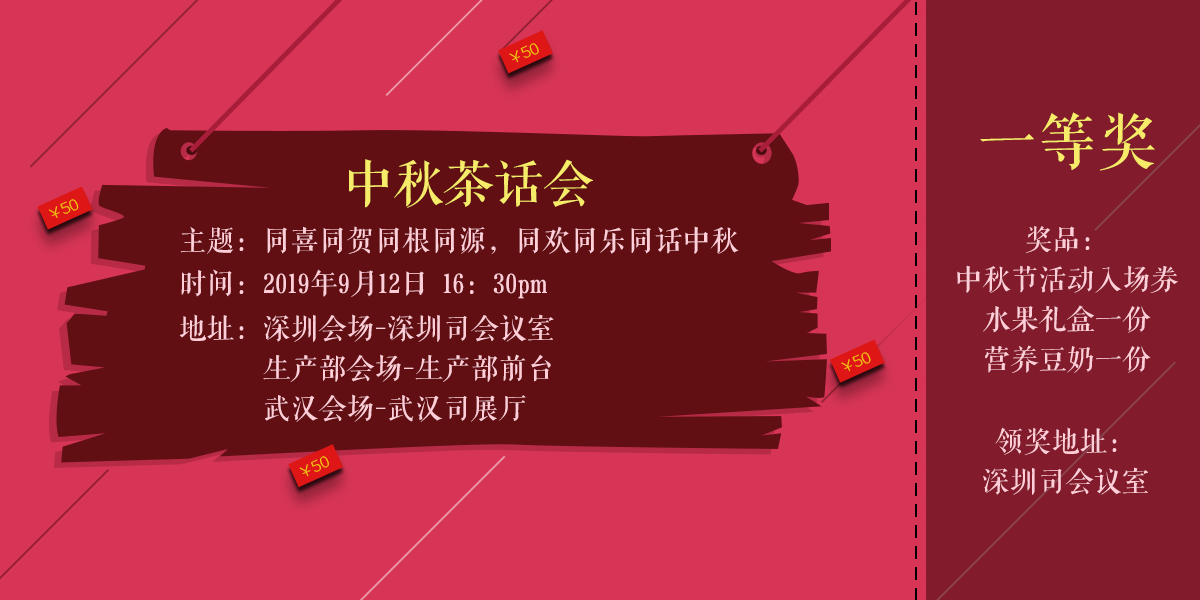 ¥50
¥50
中秋茶话会
主题：同喜同贺同根同源，同欢同乐同话中秋
时间：2019年9月12日 16：30pm
地址：深圳会场-深圳司会议室
生产部会场-生产部前台
武汉会场-武汉司展厅
¥50
¥50
一等奖
奖品：
中秋节活动入场券
水果礼盒一份
营养豆奶一份
领奖地址：
深圳司会议室